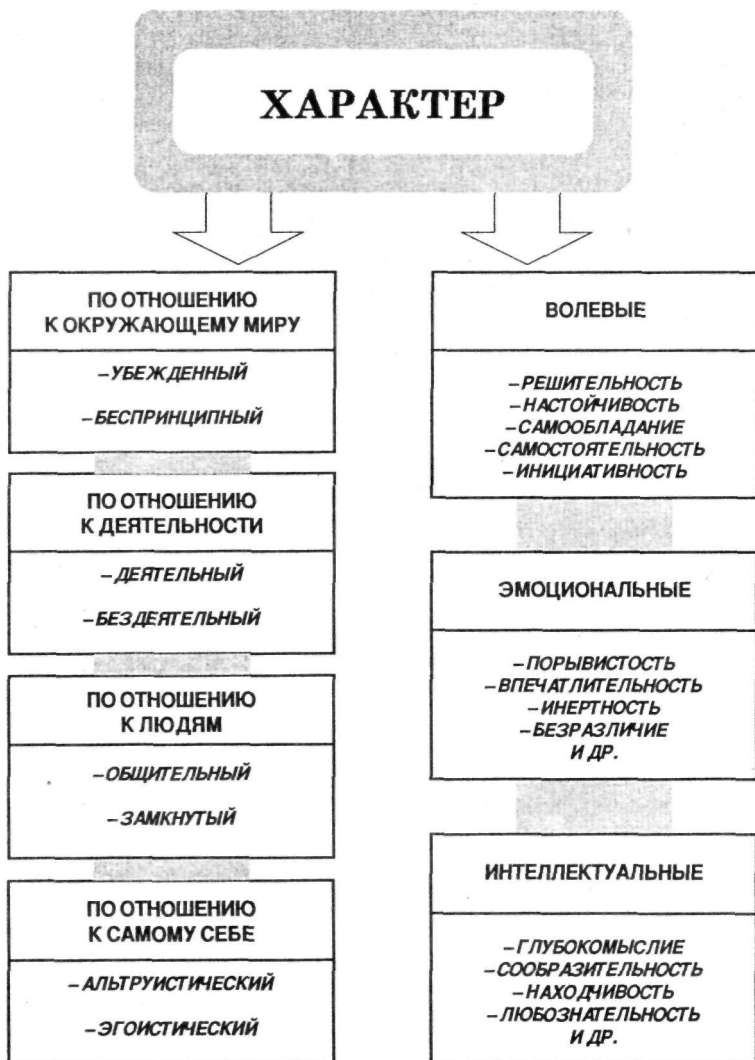 ХАРАКТЕР
ПО ОТНОШЕНИЮ
К ОКРУЖАЮЩЕМУ МИРУ
–УБЕЖДЕННЫЙ
–БЕСПРИНЦИПНЫЙ
ПО ОТНОШЕНИЮ
К ДЕЯТЕЛЬНОСТИ
–ДЕЯТЕЛЬНЫЙ
–БЕЗДЕЯТЕЛЬНЫЙ
ПО ОТНОШЕНИЮ
К ЛЮДЯМ
–ОБЩИТЕЛЬНЫЙ
–ЗАМКНУТЫЙ
ПО ОТНОШЕНИЮ
К САМОМУ СЕБЕ
–АЛЬТРУИСТИЧЕСКИЙ
–ЭГОИСТИЧЕСКИЙ
ВОЛЕВЫЕ
–РЕШИТЕЛЬНОСТЬ
–НАСТОЙЧИВОСТЬ
–САМООБЛАДАНИЕ
–САМОСТОЯТЕЛЬНОСТЬ
–ИНИЦИАТИВНОСТЬ
ЭМОЦИОНАЛЬНЫЕ
–ПОРЫВИСТОСТЬ
–ВПЕЧАТЛИТЕЛЬНОСТЬ
–ИНЕРТНОСТЬ
–БЕЗРАЗЛИЧИЕ
И ДР.
ИНТЕЛЛЕКТУАЛЬНЫЕ
–ГЛУБОКОМЫСЛИЕ
–СООБРАЗИТЕЛЬНОСТЬ
–НАХОДЧИВОСТЬ
–ЛЮБОЗНАТЕЛЬНОСТЬ
И ДР.